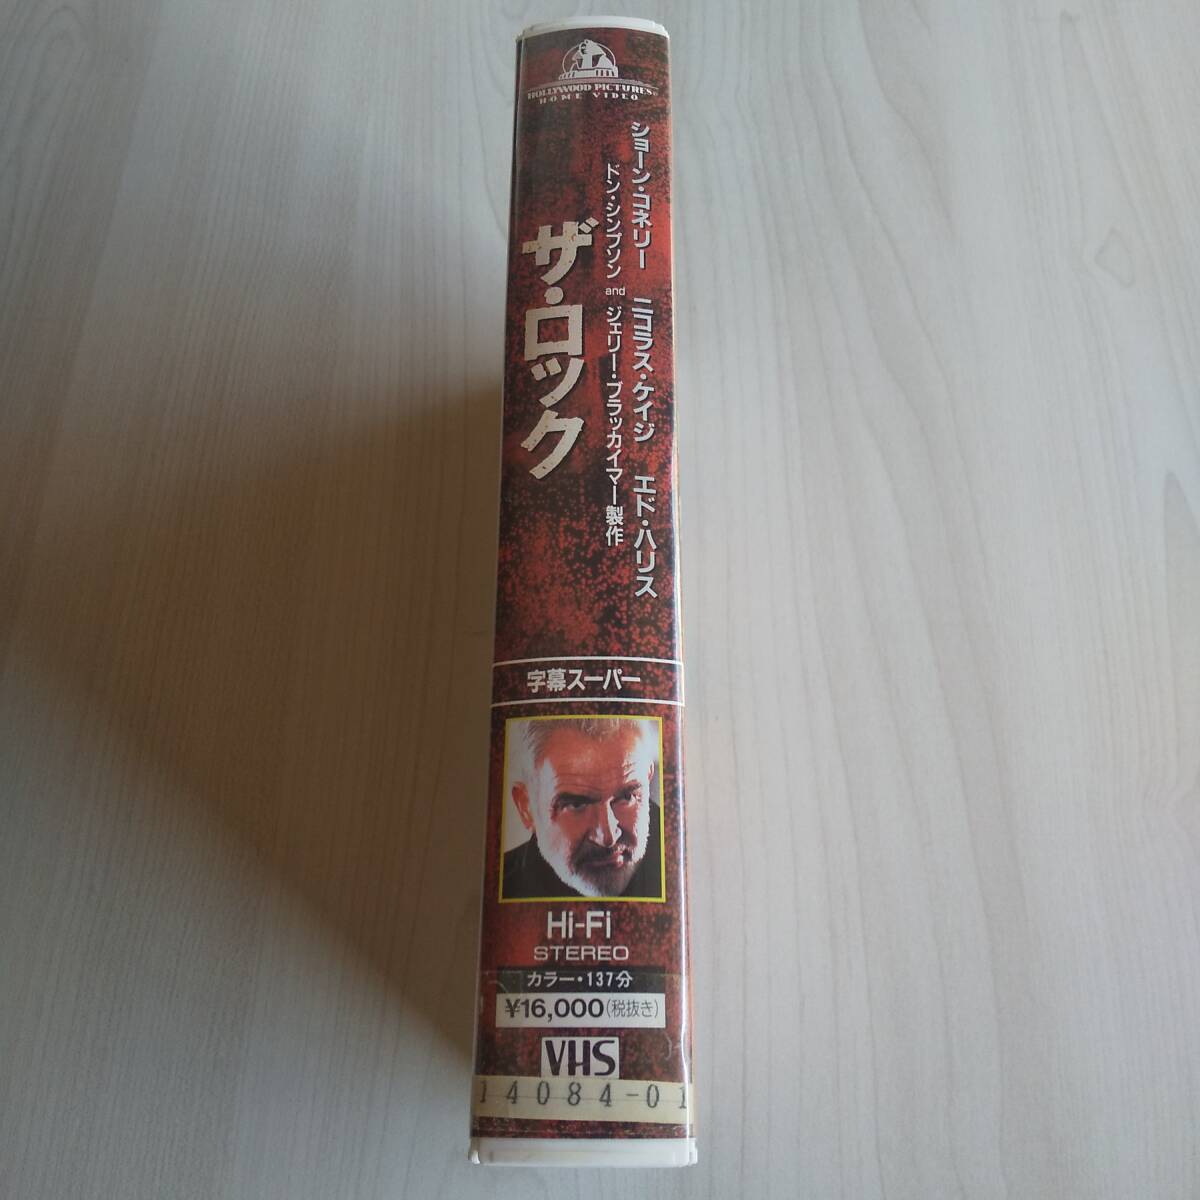 HOLLYWOOD PICTURES®
HOME VIDEO
ショーン・コネリー　ニコラス・ケイジ　エド・ハリス
ドン・シンプソン and ジェリー・ブラッカイマー製作
ザ・ロック
字幕スーパー
Hi-Fi
STEREO
カラー・137分
¥16,000(税抜き)
VHS
14084-01